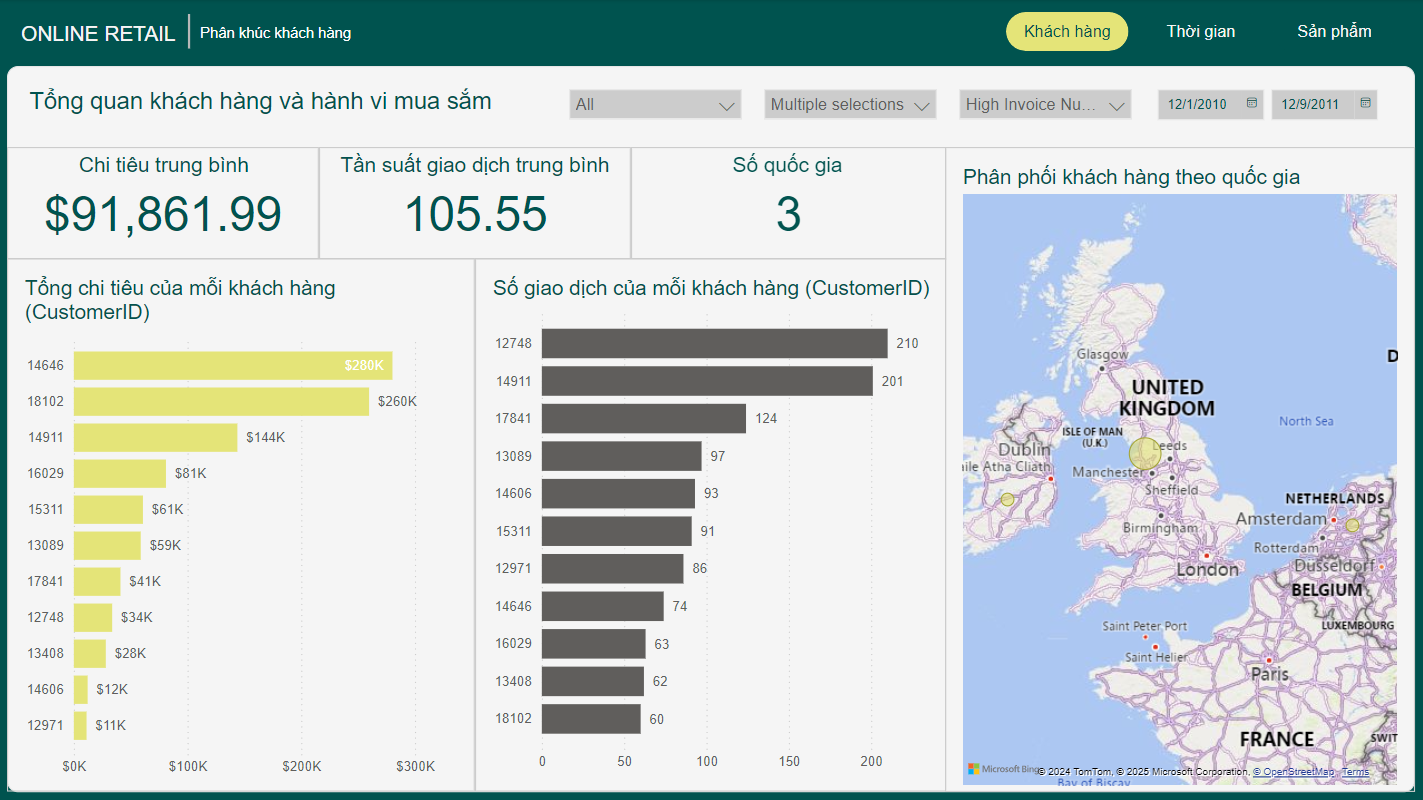 ONLINE RETAIL
Phân khúc khách hàng
Khách hàng
Thời gian
Sản phẩm
Tổng quan khách hàng và hành vi mua sắm
All
Multiple selections
High Invoice Nu...
12/1/2010
12/9/2011
Chi tiêu trung bình
$91,861.99
Tần suất giao dịch trung bình
105.55
Số quốc gia
3
Tổng chi tiêu của mỗi khách hàng
(CustomerID)
14646
$280K
18102
$260K
14911
$144K
16029
$81K
15311
$61K
13089
$59K
17841
$41K
12748
$34K
13408
$28K
14606
$12K
12971
$11K
$0K
$100K
$200K
$300K
Số giao dịch của mỗi khách hàng (CustomerID)
12748
210
14911
201
17841
124
13089
97
14606
93
15311
91
12971
86
14646
74
16029
63
13408
62
18102
60
0
50
100
150
200
Phân phối khách hàng theo quốc gia
Glasgow
D
UNITED
KINGDOM
North Sea
ISLE OF MAN
(U.K.)
Leeds
Dublin
ile Atha Cliath
Manchester
Sheffield
NETHERLANDS
Amsterdam
Birmingham
Rotterdam
Düsseldorf
London
BELGIUM
LUXEMBOURG
Saint Peter Port
Saint Helier
Paris
FRANCE
SWIT
Microsoft Bing
© 2024 TomTom, © 2025 Microsoft Corporation, © OpenStreetMap Terms
Bay of Biscay